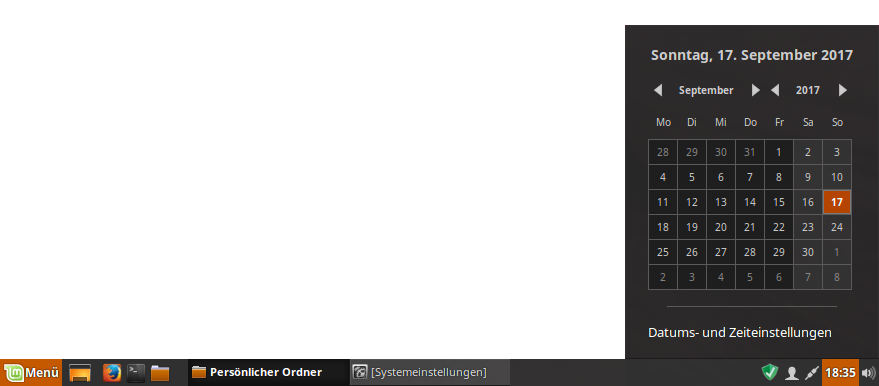 Sonntag, 17. September 2017
September 2017
Mo Di Mi Do Fr Sa So
28 29 30 31 1 2 3
4 5 6 7 8 9 10
11 12 13 14 15 16 17
18 19 20 21 22 23 24
25 26 27 28 29 30 1
2 3 4 5 6 7 8
Datums- und Zeiteinstellungen
Menü Persönlicher Ordner [Systemeinstellungen] 18:35